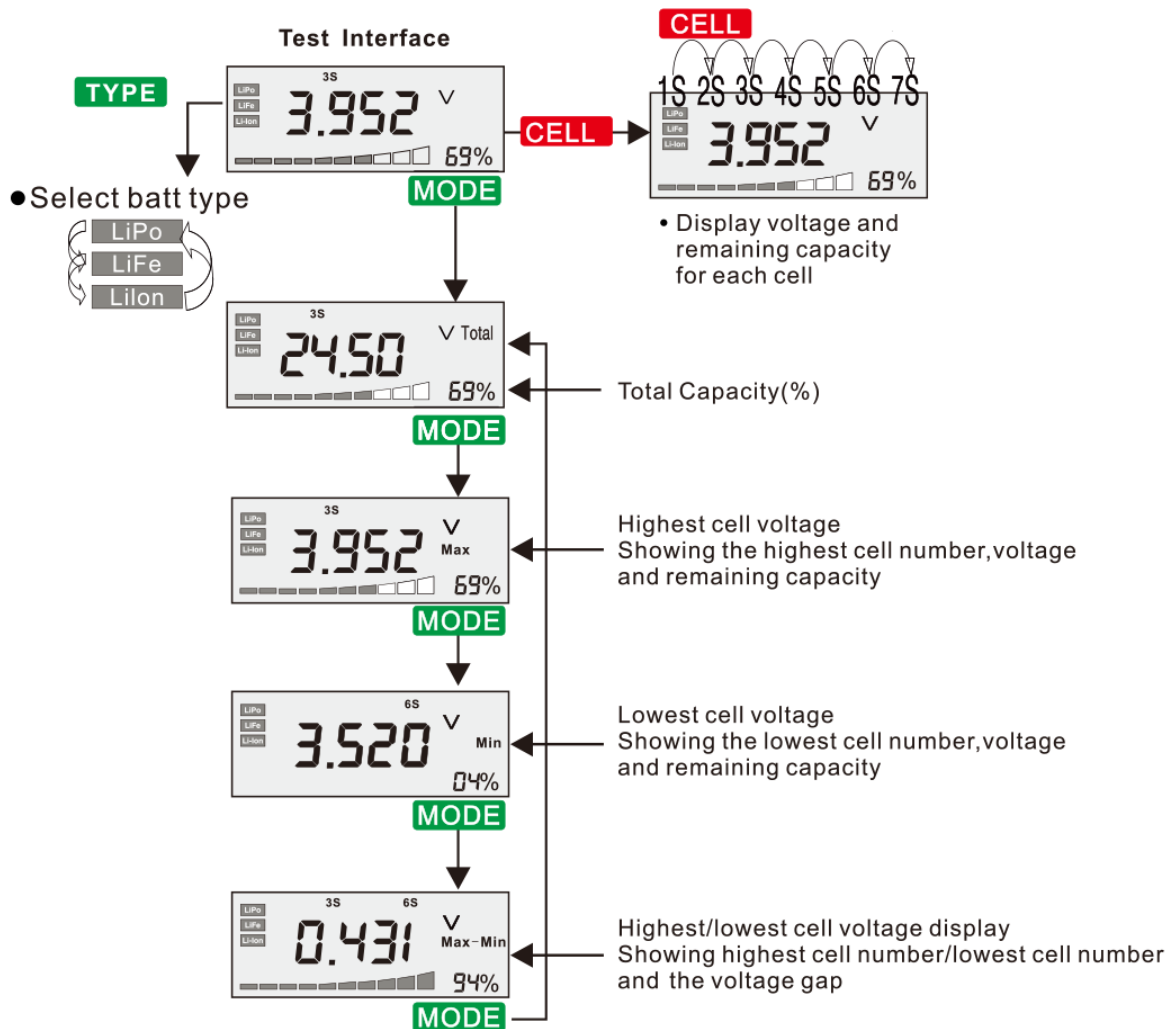 CELL
Test Interface
1S 2S 3S 4S 5S 6S 7S
TYPE
3S
LiPo
LiFe
Li-Ion
3.952 V
69%
CELL
LiPo
LiFe
Li-Ion
3.952 V
69%
MODE
●Select batt type
LiPo
LiFe
LiIon
• Display voltage and
remaining capacity
for each cell
3S
LiPo
LiFe
Li-Ion
24.50 V Total
69%
Total Capacity(%)
MODE
3S
LiPo
LiFe
Li-Ion
3.952 V
Max
69%
Highest cell voltage
Showing the highest cell number,voltage
and remaining capacity
MODE
6S
LiPo
LiFe
Li-Ion
3.520 V
Min
04%
Lowest cell voltage
Showing the lowest cell number,voltage
and remaining capacity
MODE
3S 6S
LiPo
LiFe
Li-Ion
0.431 V
Max-Min
94%
Highest/lowest cell voltage display
Showing highest cell number/lowest cell number
and the voltage gap
MODE